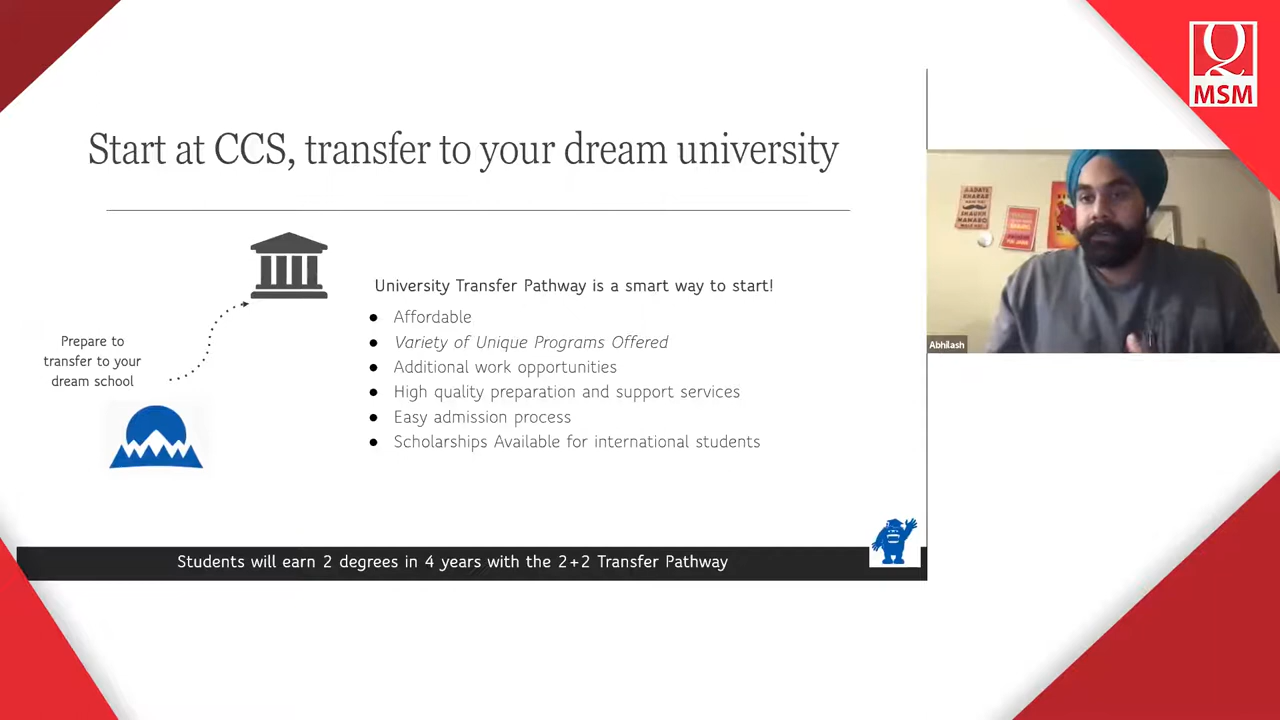 Q
MSM
Start at CCS, transfer to your dream university
University Transfer Pathway is a smart way to start!
Affordable
Variety of Unique Programs Offered
Additional work opportunities
High quality preparation and support services
Easy admission process
Scholarships Available for international students
Prepare to
transfer to your
dream school
Students will earn 2 degrees in 4 years with the 2+2 Transfer Pathway
Abhilash